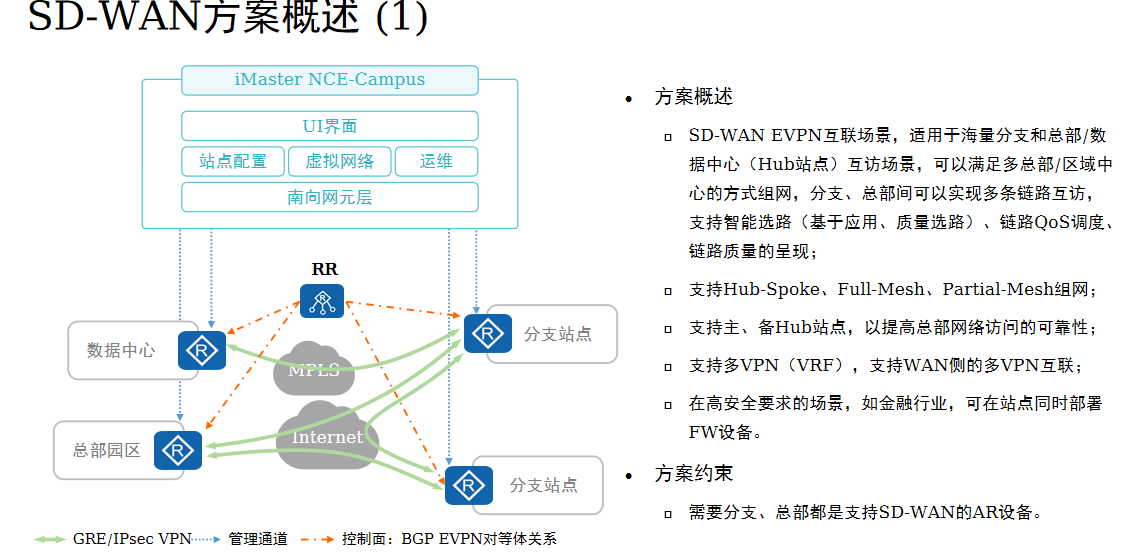 SD-WAN方案概述 (1)
iMaster NCE-Campus
UI界面
站点配置
虚拟网络
运维
南向网元层
RR
数据中心
分支站点
MPLS
总部园区
Internet
分支站点
GRE/IPsec VPN
管理通道
控制面：BGP EVPN对等体关系
方案概述
SD-WAN EVPN互联场景，适用于海量分支和总部/数
据中心（Hub站点）互访场景，可以满足多总部/区域中
心的方式组网，分支、总部间可以实现多条链路互访，
支持智能选路（基于应用、质量选路）、链路QoS调度、
链路质量的呈现；
支持Hub-Spoke、Full-Mesh、Partial-Mesh组网；
支持主、备Hub站点，以提高总部网络访问的可靠性；
支持多VPN（VRF），支持WAN侧的多VPN互联；
在高安全要求的场景，如金融行业，可在站点同时部署
FW设备。
方案约束
需要分支、总部都是支持SD-WAN的AR设备。